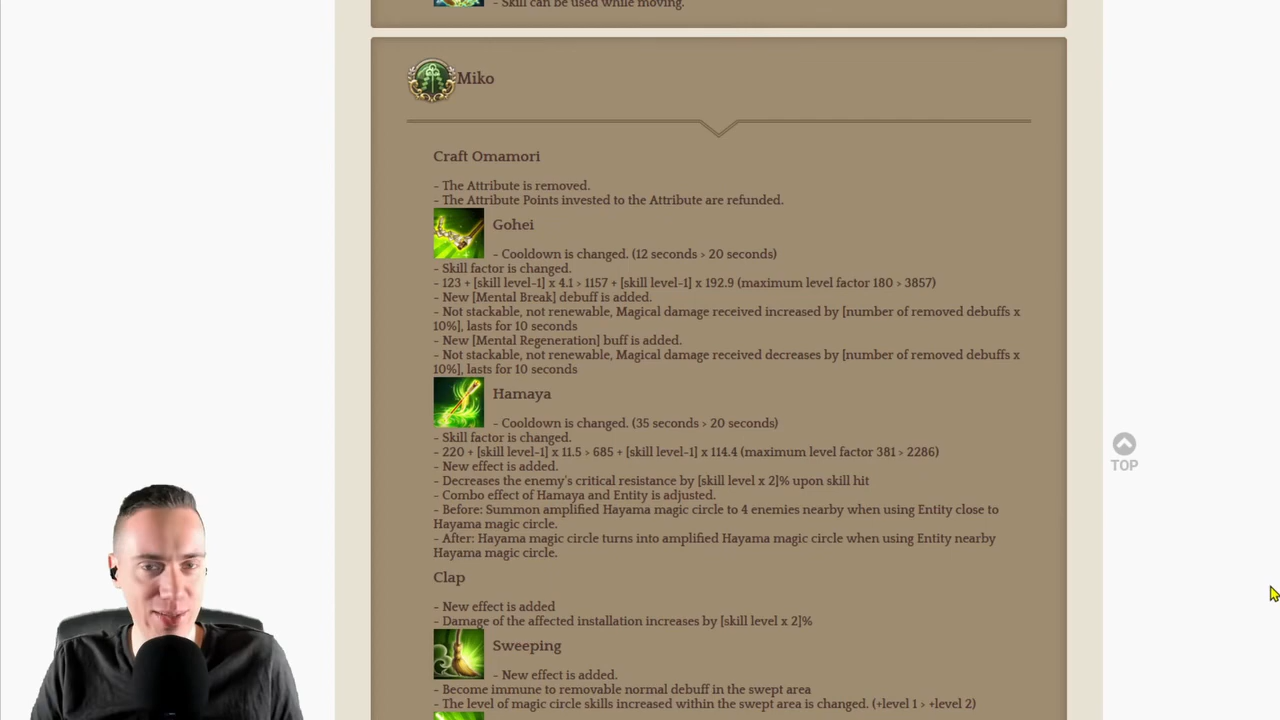 - Skill can be used while moving.
Miko
Craft Omamori
- The Attribute is removed.
- The Attribute Points invested to the Attribute are refunded.
Gohei
- Cooldown is changed. (12 seconds > 20 seconds)
- Skill factor is changed.
- 123 + [skill level-1] x 4.1 > 1157 + [skill level-1] x 192.9 (maximum level factor 180 > 3857)
- New [Mental Break] debuff is added.
- Not stackable, not renewable, Magical damage received increased by [number of removed debuffs x
10%], lasts for 10 seconds
- New [Mental Regeneration] buff is added.
- Not stackable, not renewable, Magical damage received decreases by [number of removed debuffs x
10%], lasts for 10 seconds
Hamaya
- Cooldown is changed. (35 seconds > 20 seconds)
- Skill factor is changed.
- 220 + [skill level-1] x 11.5 > 685 + [skill level-1] x 114.4 (maximum level factor 381 > 2286)
- New effect is added.
- Decreases the enemy's critical resistance by [skill level x 2]% upon skill hit
- Combo effect of Hamaya and Entity is adjusted.
- Before: Summon amplified Hayama magic circle to 4 enemies nearby when using Entity close to
Hayama magic circle.
- After: Hayama magic circle turns into amplified Hayama magic circle when using Entity nearby
Hayama magic circle.
Clap
- New effect is added
- Damage of the affected installation increases by [skill level x 2]%
Sweeping
- New effect is added.
- Become immune to removable normal debuff in the swept area
- The level of magic circle skills increased within the swept area is changed. (+level 1 > +level 2)
TOP